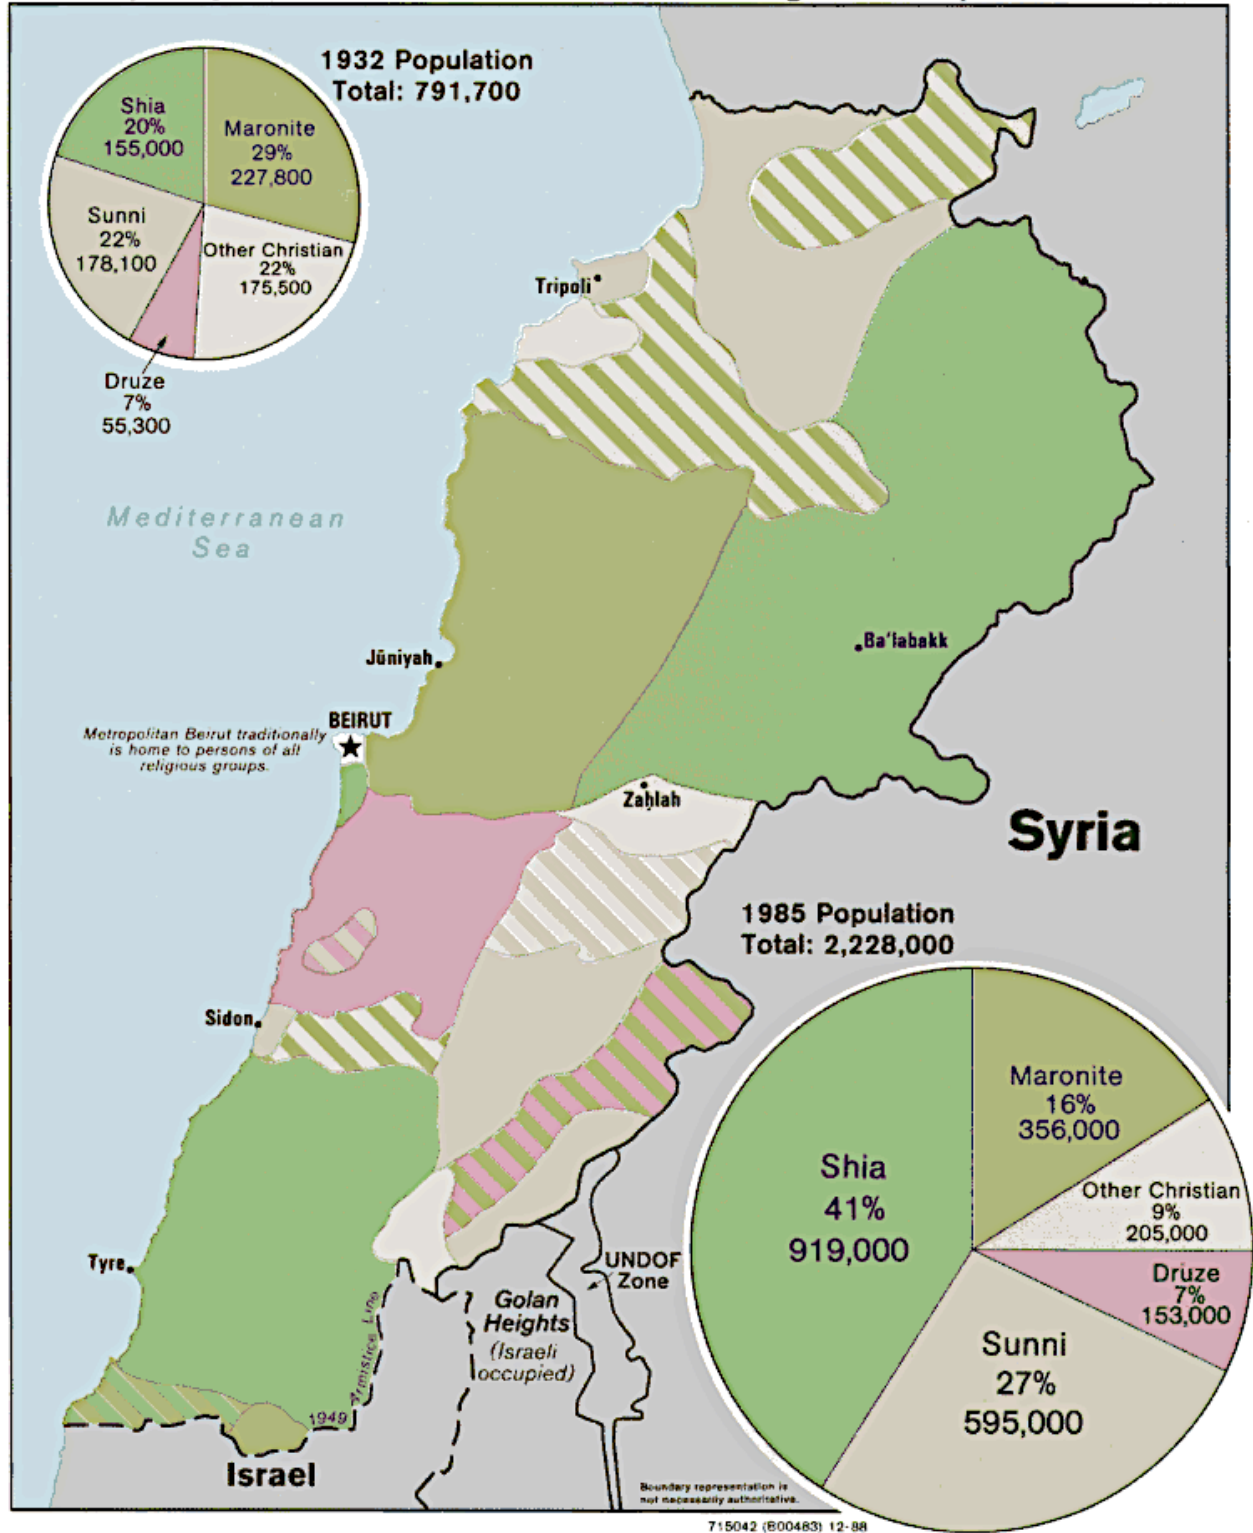 1932 Population
Total: 791,700
Shia
20%
155,000
Maronite
29%
227,800
Sunni
22%
178,100
Other Christian
22%
175,500
Druze
7%
55,300
Tripoli
Mediterranean
Sea
Ba'labakk
Jūniyah
BEIRUT
Metropolitan Beirut traditionally
is home to persons of all
religious groups.
Zaḥlah
Syria
1985 Population
Total: 2,228,000
Sidon
Maronite
16%
356,000
Shia
41%
919,000
Other Christian
9%
205,000
Druze
7%
153,000
Sunni
27%
595,000
Tyre
UNDOF
Zone
Golan
Heights
(Israeli
occupied)
1949 Armistice Line
Israel
Boundary representation is
not necessarily authoritative.
715042 (B00483) 12-88